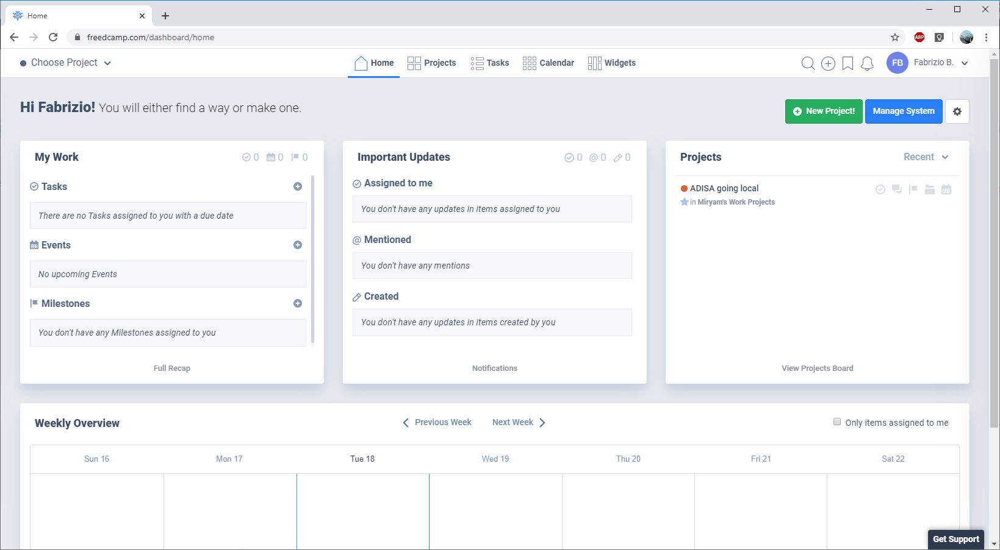 Home
freedcamp.com/dashboard/home
ABP
Choose Project
Home
Projects
Tasks
Calendar
Widgets
FB
Fabrizio B.
Hi Fabrizio! You will either find a way or make one.
New Project!
Manage System
My Work
0 0 0
Tasks
There are no Tasks assigned to you with a due date
Events
No upcoming Events
Milestones
You don't have any Milestones assigned to you
Full Recap
Important Updates
0 @ 0 0
Assigned to me
You don't have any updates in items assigned to you
@ Mentioned
You don't have any mentions
Created
You don't have any updates in items created by you
Notifications
Projects
Recent
ADISA going local
in Miryam's Work Projects
View Projects Board
Weekly Overview
Previous Week
Next Week
Only items assigned to me
Sun 16
Mon 17
Tue 18
Wed 19
Thu 20
Fri 21
Sat 22
Get Support